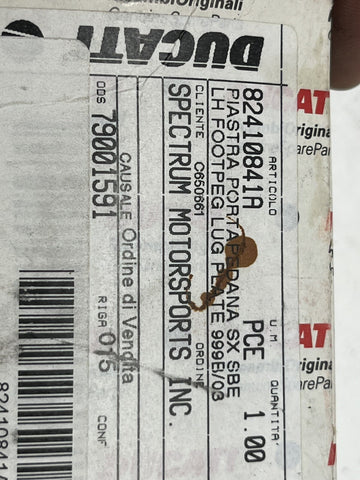 DUCATI
ARTICOLO U.M. QUANTITA'
82410841A PCE 1.00
PIASTRA PORTAPEDANA SX SBE
LH FOOTPEG LUG PLATE 999EI/03
CLIENTE C650661 ORDINE
SPECTRUM MOTORSPORTS INC.
CAUSALE Ordine di Vendita
ODS 79001591 RIGA 015 CONF